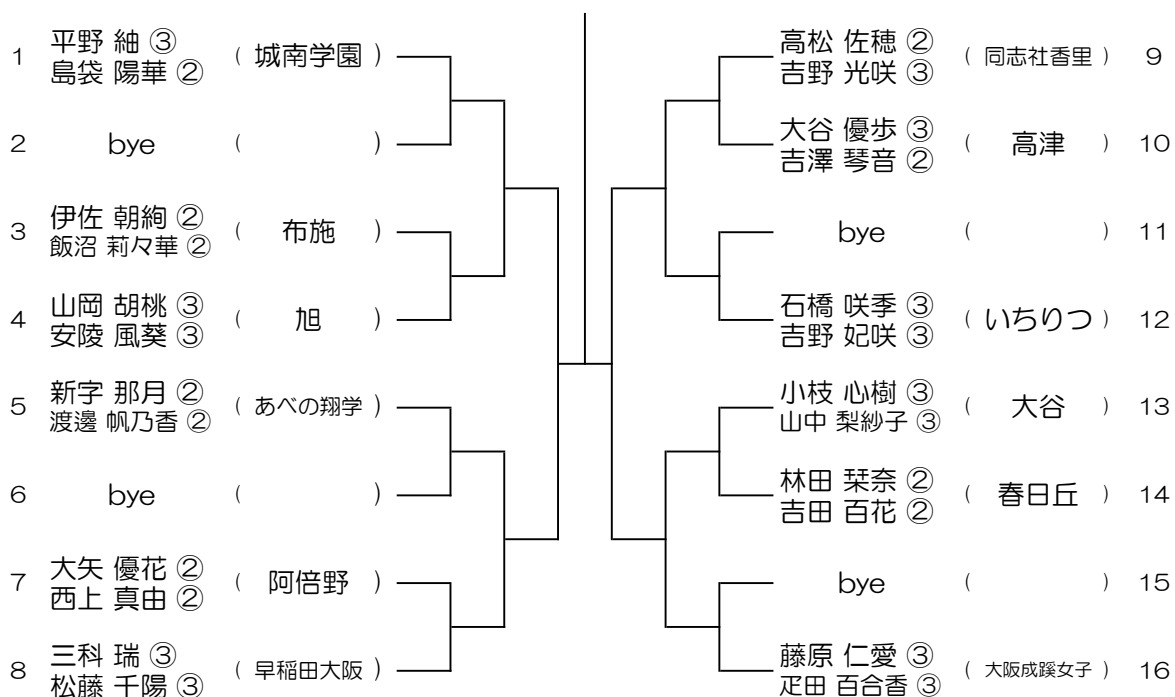 1 平野 紬 ③ ( 城南学園 )
島袋 陽華 ②
2 bye ( )
3 伊佐 朝絢 ② ( 布施 )
飯沼 莉々華 ②
4 山岡 胡桃 ③ ( 旭 )
安陵 風葵 ③
5 新字 那月 ② ( あべの翔学 )
渡邊 帆乃香 ②
6 bye ( )
7 大矢 優花 ② ( 阿倍野 )
西上 真由 ②
8 三科 瑞 ③ ( 早稲田大阪 )
松藤 千陽 ③
高松 佐穂 ② ( 同志社香里 ) 9
吉野 光咲 ③
大谷 優歩 ③ ( 高津 ) 10
吉澤 琴音 ②
bye ( ) 11
石橋 咲季 ③ ( いちりつ ) 12
吉野 妃咲 ③
小枝 心樹 ③ ( 大谷 ) 13
山中 梨紗子 ③
林田 栞奈 ② ( 春日丘 ) 14
吉田 百花 ②
bye ( ) 15
藤原 仁愛 ③ ( 大阪成蹊女子 ) 16
疋田 百合香 ③